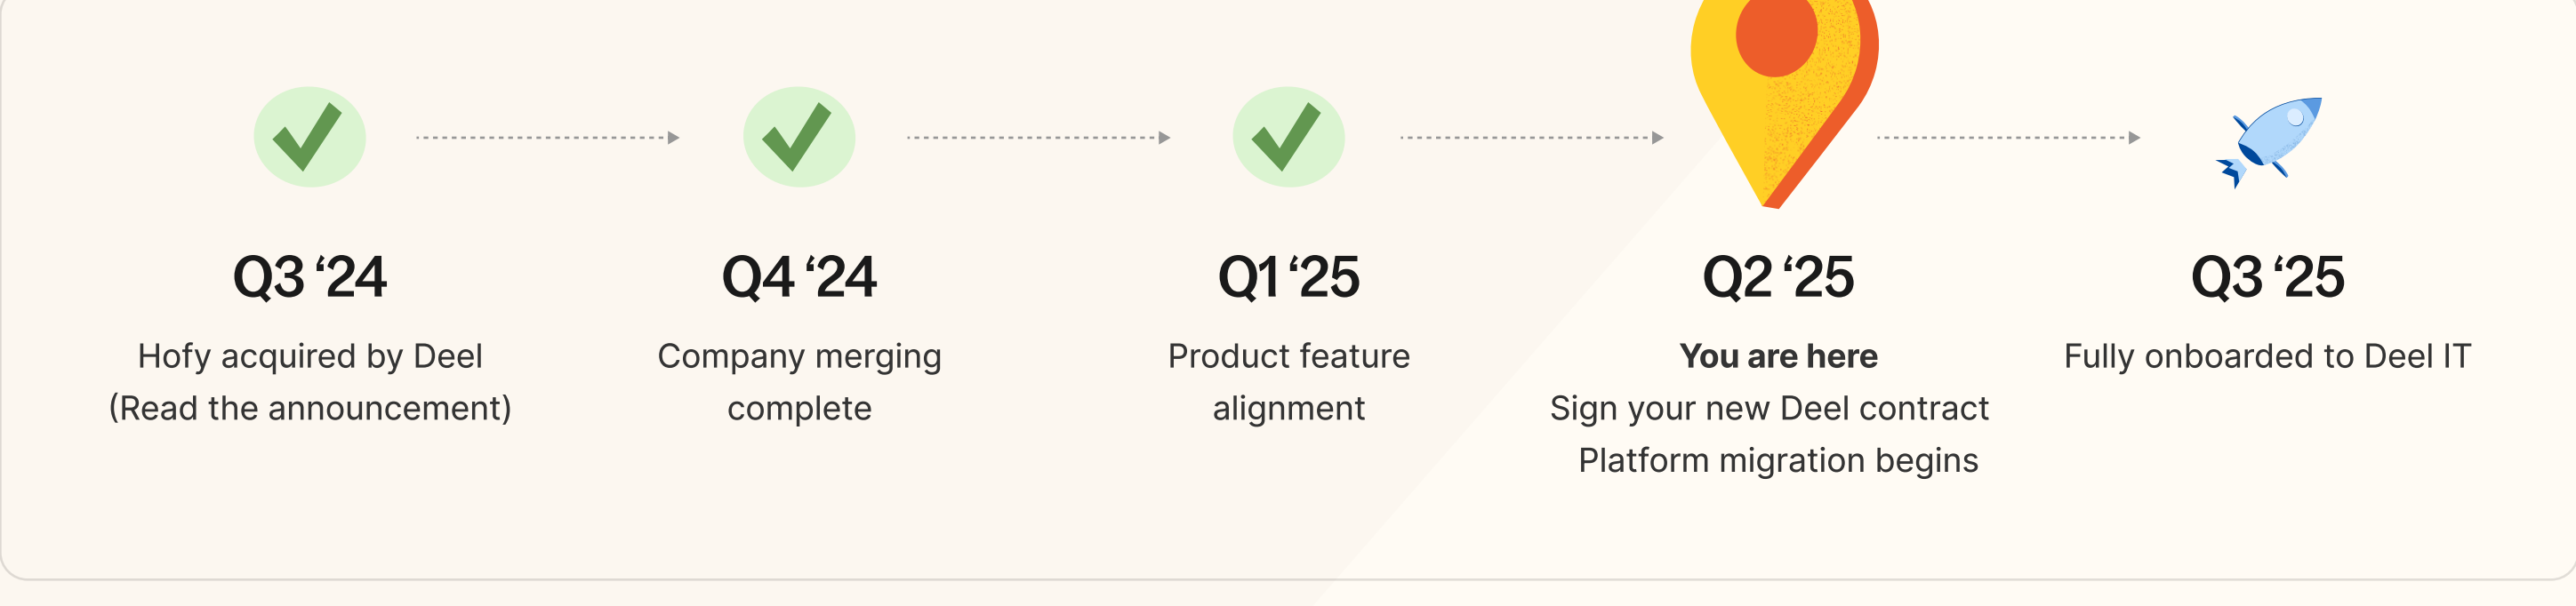 Q3 ‘24
Hofy acquired by Deel
(Read the announcement)
Q4 ‘24
Company merging
complete
Q1 ‘25
Product feature
alignment
Q2 ‘25
You are here
Sign your new Deel contract
Platform migration begins
Q3 ‘25
Fully onboarded to Deel IT